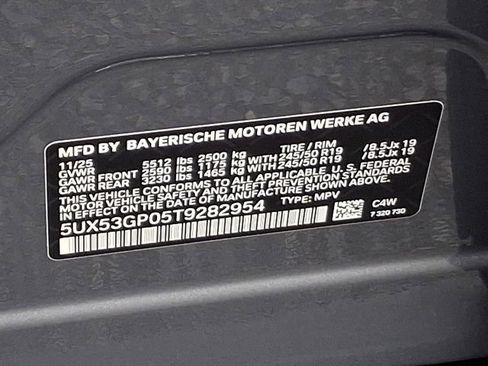 MFD BY BAYERISCHE MOTOREN WERKE AG
11/25 5512 lbs 2500 kg TIRE / RIM
GVWR
GAWR FRONT 2590 lbs 1175 kg WITH 245/50 R19 / 8.5Jx 19
GAWR REAR 3230 lbs 1465 kg WITH 245/50 R19 / 8.5Jx 19
THIS VEHICLE CONFORMS TO ALL APPLICABLE U.S. FEDERAL
MOTOR VEHICLE SAFETY AND THEFT PREVENTION STANDARDS
IN EFFECT ON THE DATE OF MANUFACTURE SHOWN ABOVE.
5UX53GP05T9282954 TYPE: MPV C4W
7 320 730